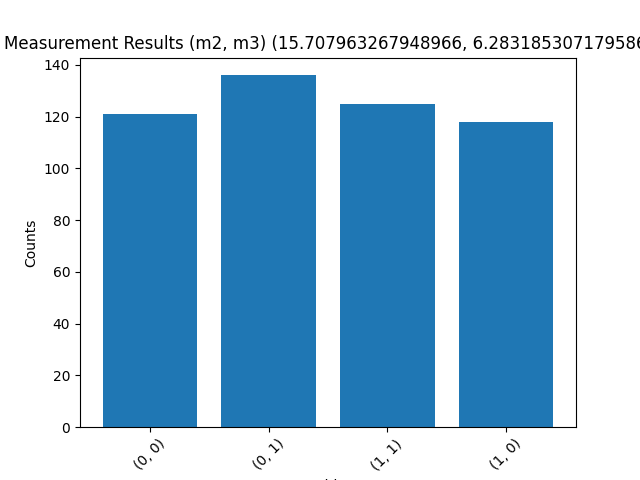 Measurement Results (m2, m3) (15.707963267948966, 6.283185307179586
140
120
100
80
60
40
20
0
Counts
(0, 0) (0, 1) (1, 1) (1, 0)